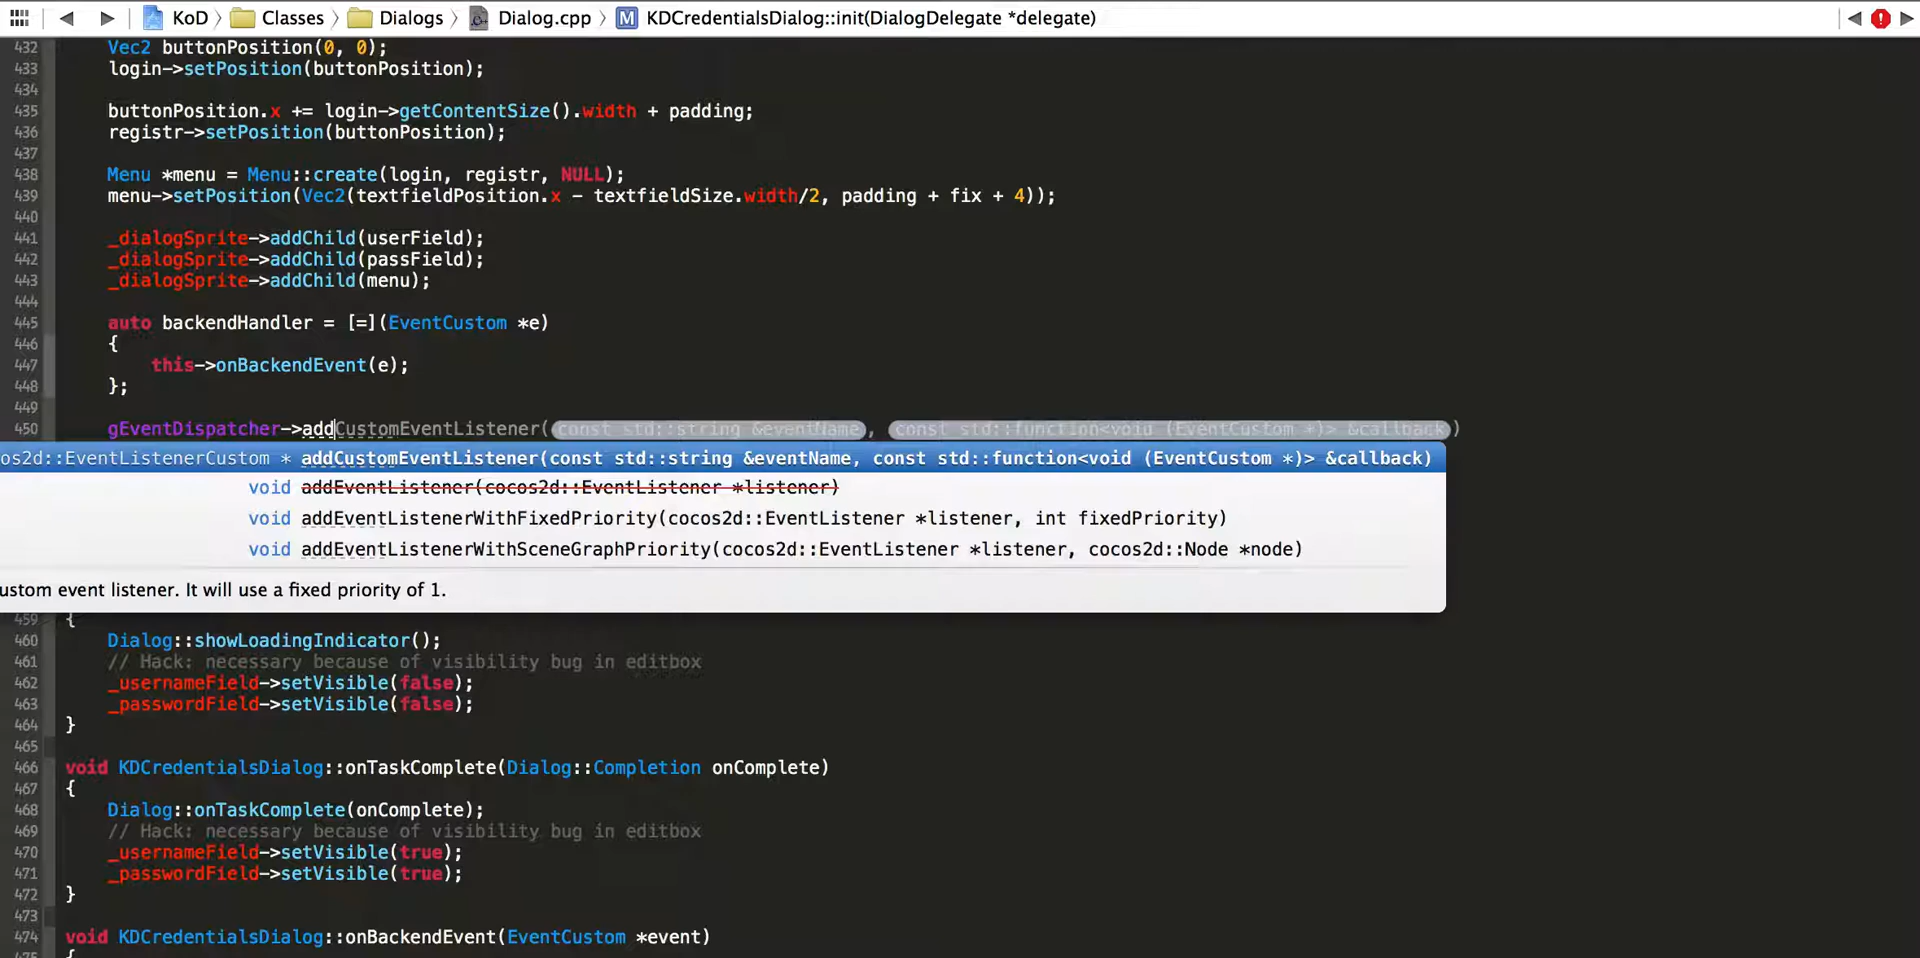 KoD Classes Dialogs Dialog.cpp M KDCredentialsDialog::init(DialogDelegate *delegate)
432 Vec2 buttonPosition(0, 0);
433 login->setPosition(buttonPosition);
434
435 buttonPosition.x += login->getContentSize().width + padding;
436 registr->setPosition(buttonPosition);
437
438 Menu *menu = Menu::create(login, registr, NULL);
439 menu->setPosition(Vec2(textfieldPosition.x - textfieldSize.width/2, padding + fix + 4));
440
441 _dialogSprite->addChild(userField);
442 _dialogSprite->addChild(passField);
443 _dialogSprite->addChild(menu);
444
445 auto backendHandler = [=](EventCustom *e)
446 {
447 this->onBackendEvent(e);
448 };
449
450 gEventDispatcher->addCustomEventListener(const std::string &eventName, const std::function<void (EventCustom *)> &callback)
os2d::EventListenerCustom * addCustomEventListener(const std::string &eventName, const std::function<void (EventCustom *)> &callback)
void addEventListener(cocos2d::EventListener *listener)
void addEventListenerWithFixedPriority(cocos2d::EventListener *listener, int fixedPriority)
void addEventListenerWithSceneGraphPriority(cocos2d::EventListener *listener, cocos2d::Node *node)
ustom event listener. It will use a fixed priority of 1.
459 {
460 Dialog::showLoadingIndicator();
461 // Hack: necessary because of visibility bug in editbox
462 _usernameField->setVisible(false);
463 _passwordField->setVisible(false);
464 }
465
466 void KDCredentialsDialog::onTaskComplete(Dialog::Completion onComplete)
467 {
468 Dialog::onTaskComplete(onComplete);
469 // Hack: necessary because of visibility bug in editbox
470 _usernameField->setVisible(true);
471 _passwordField->setVisible(true);
472 }
473
474 void KDCredentialsDialog::onBackendEvent(EventCustom *event)
475 {